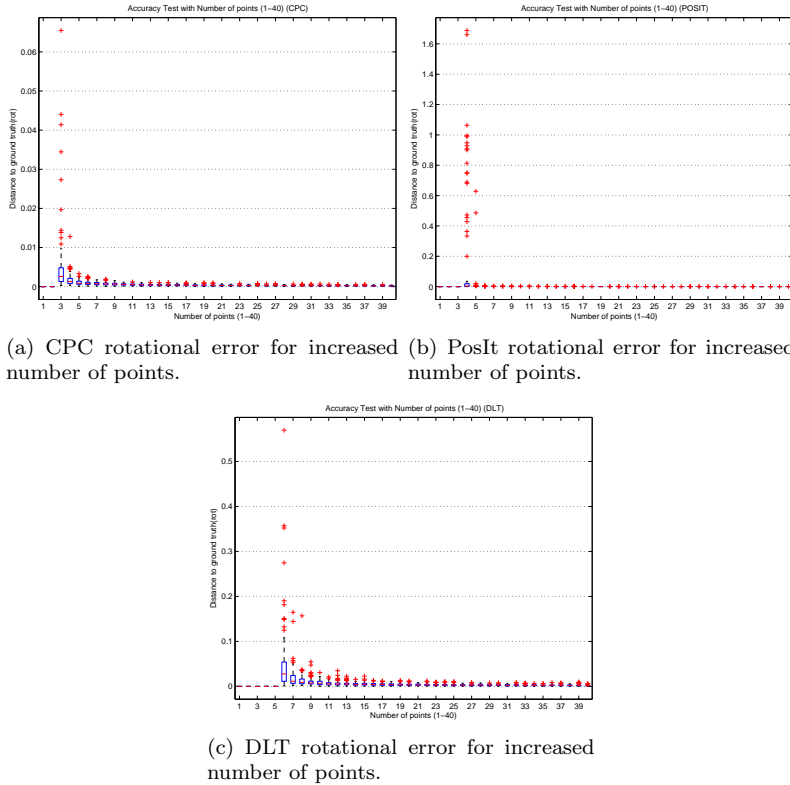 Accuracy Test with Number of points (1−40) (CPC)
0.06
0.05
0.04
0.03
0.02
0.01
0
Distance to ground truth(rot)
1 3 5 7 9 11 13 15 17 19 21 23 25 27 29 31 33 35 37 39
Number of points (1−40)
(a) CPC rotational error for increased
number of points.
Accuracy Test with Number of points (1−40) (POSIT)
1.6
1.4
1.2
1
0.8
0.6
0.4
0.2
0
Distance to ground truth(rot)
1 3 5 7 9 11 13 15 17 19 21 23 25 27 29 31 33 35 37 39
Number of points (1−40)
(b) PosIt rotational error for increased
number of points.
Accuracy Test with Number of points (1−40) (DLT)
0.5
0.4
0.3
0.2
0.1
0
Distance to ground truth(rot)
1 3 5 7 9 11 13 15 17 19 21 23 25 27 29 31 33 35 37 39
Number of points (1−40)
(c) DLT rotational error for increased
number of points.